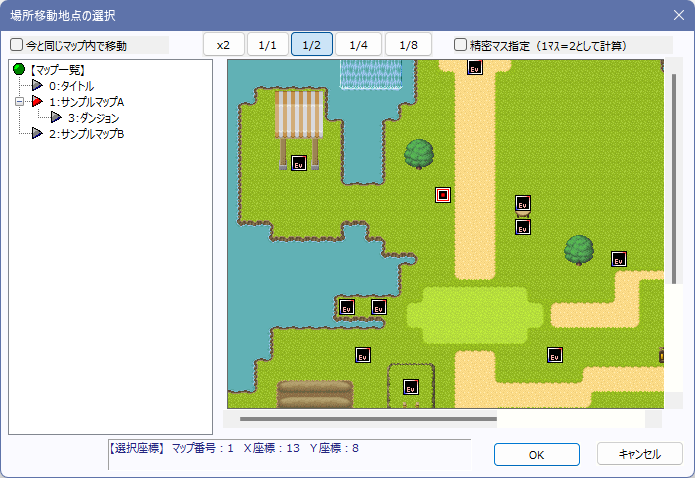 場所移動地点の選択
今と同じマップ内で移動
x2
1/1
1/2
1/4
1/8
精密マス指定（1ﾏｽ=2として計算）
【マップ一覧】
0:タイトル
1:サンプルマップA
3:ダンジョン
2:サンプルマップB
Ev
Ev
Ev
Ev
Ev
Ev
Ev
Ev
Ev
Ev
【選択座標】 マップ番号：1 X座標：13 Y座標：8
OK
キャンセル